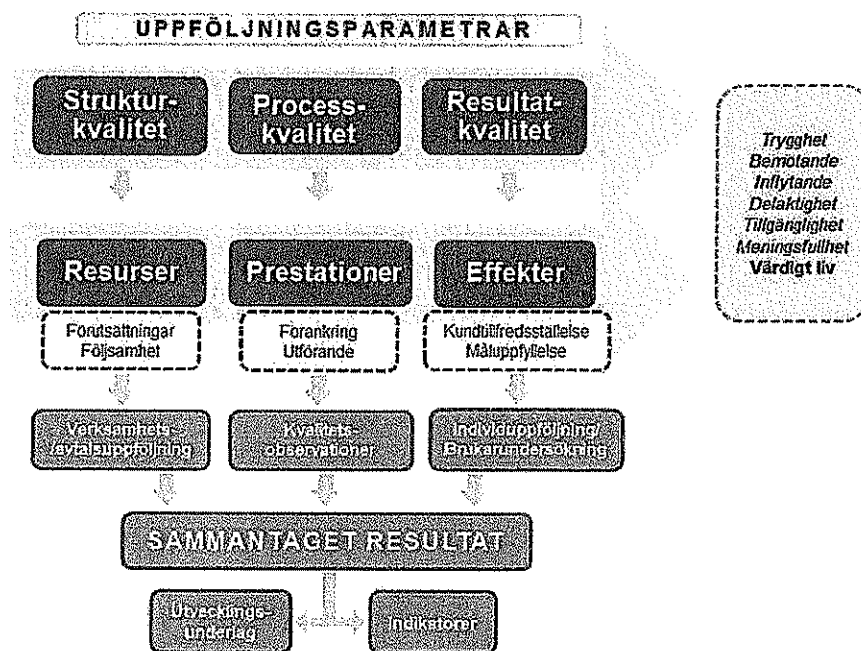 UPPFÖLJNINGSPARAMETRAR
Struktur-
kvalitet
Process-
kvalitet
Resultat-
kvalitet
Trygghet
Bemötande
Inflytande
Delaktighet
Tillgänglighet
Meningsfullhet
Värdigt liv
Resurser
Prestationer
Effekter
Förutsättningar
Följsamhet
Förankring
Utförande
Kundtillfredsställelse
Måluppfyllelse
Verksamhets-
/avtalsuppföljning
Kvalitets-
observationer
Individuppföljning/
Brukarundersökning
SAMMANTAGET RESULTAT
Utvecklings-
underlag
Indikatorer